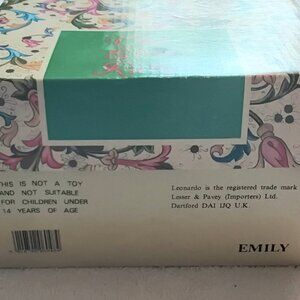 THIS IS NOT A TOY
AND NOT SUITABLE
FOR CHILDREN UNDER
14 YEARS OF AGE
Leonardo is the registered trade mark
Lesser & Pavey (Importers) Ltd.
Dartford DA1 1JQ U.K.
EMILY